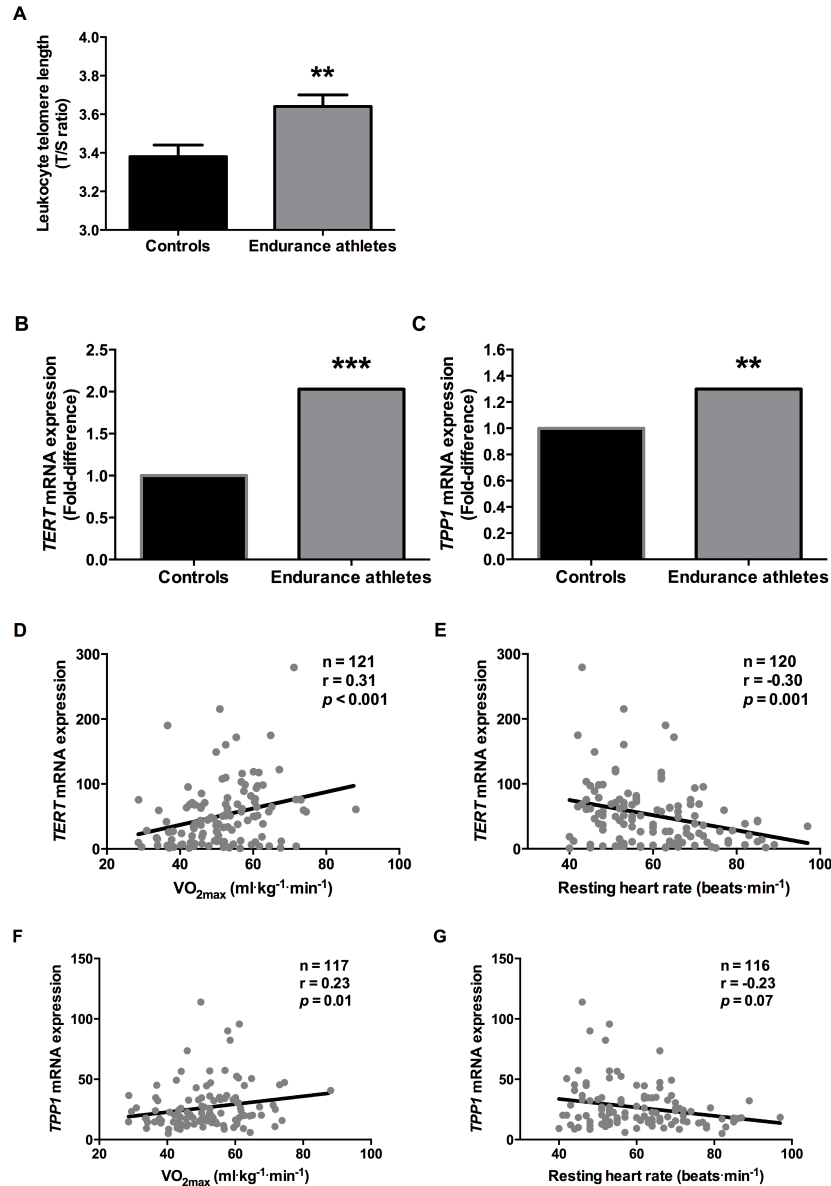 A
Leukocyte telomere length
(T/S ratio)
4.0
3.8
3.6
3.4
3.2
3.0
**
Controls
Endurance athletes
B
TERT mRNA expression
(Fold-difference)
2.5
2.0
1.5
1.0
0.5
0.0
***
Controls
Endurance athletes
C
TPP1 mRNA expression
(Fold-difference)
1.6
1.4
1.2
1.0
0.8
0.6
0.4
0.2
0.0
**
Controls
Endurance athletes
D
TERT mRNA expression
300
200
100
0
n = 121
r = 0.31
p < 0.001
20 40 60 80 100
VO2max (ml·kg-1·min-1)
E
TERT mRNA expression
300
200
100
0
n = 120
r = -0.30
p = 0.001
40 60 80 100
Resting heart rate (beats·min-1)
F
TPP1 mRNA expression
150
100
50
0
n = 117
r = 0.23
p = 0.01
20 40 60 80 100
VO2max (ml·kg-1·min-1)
G
TPP1 mRNA expression
150
100
50
0
n = 116
r = -0.23
p = 0.07
40 60 80 100
Resting heart rate (beats·min-1)